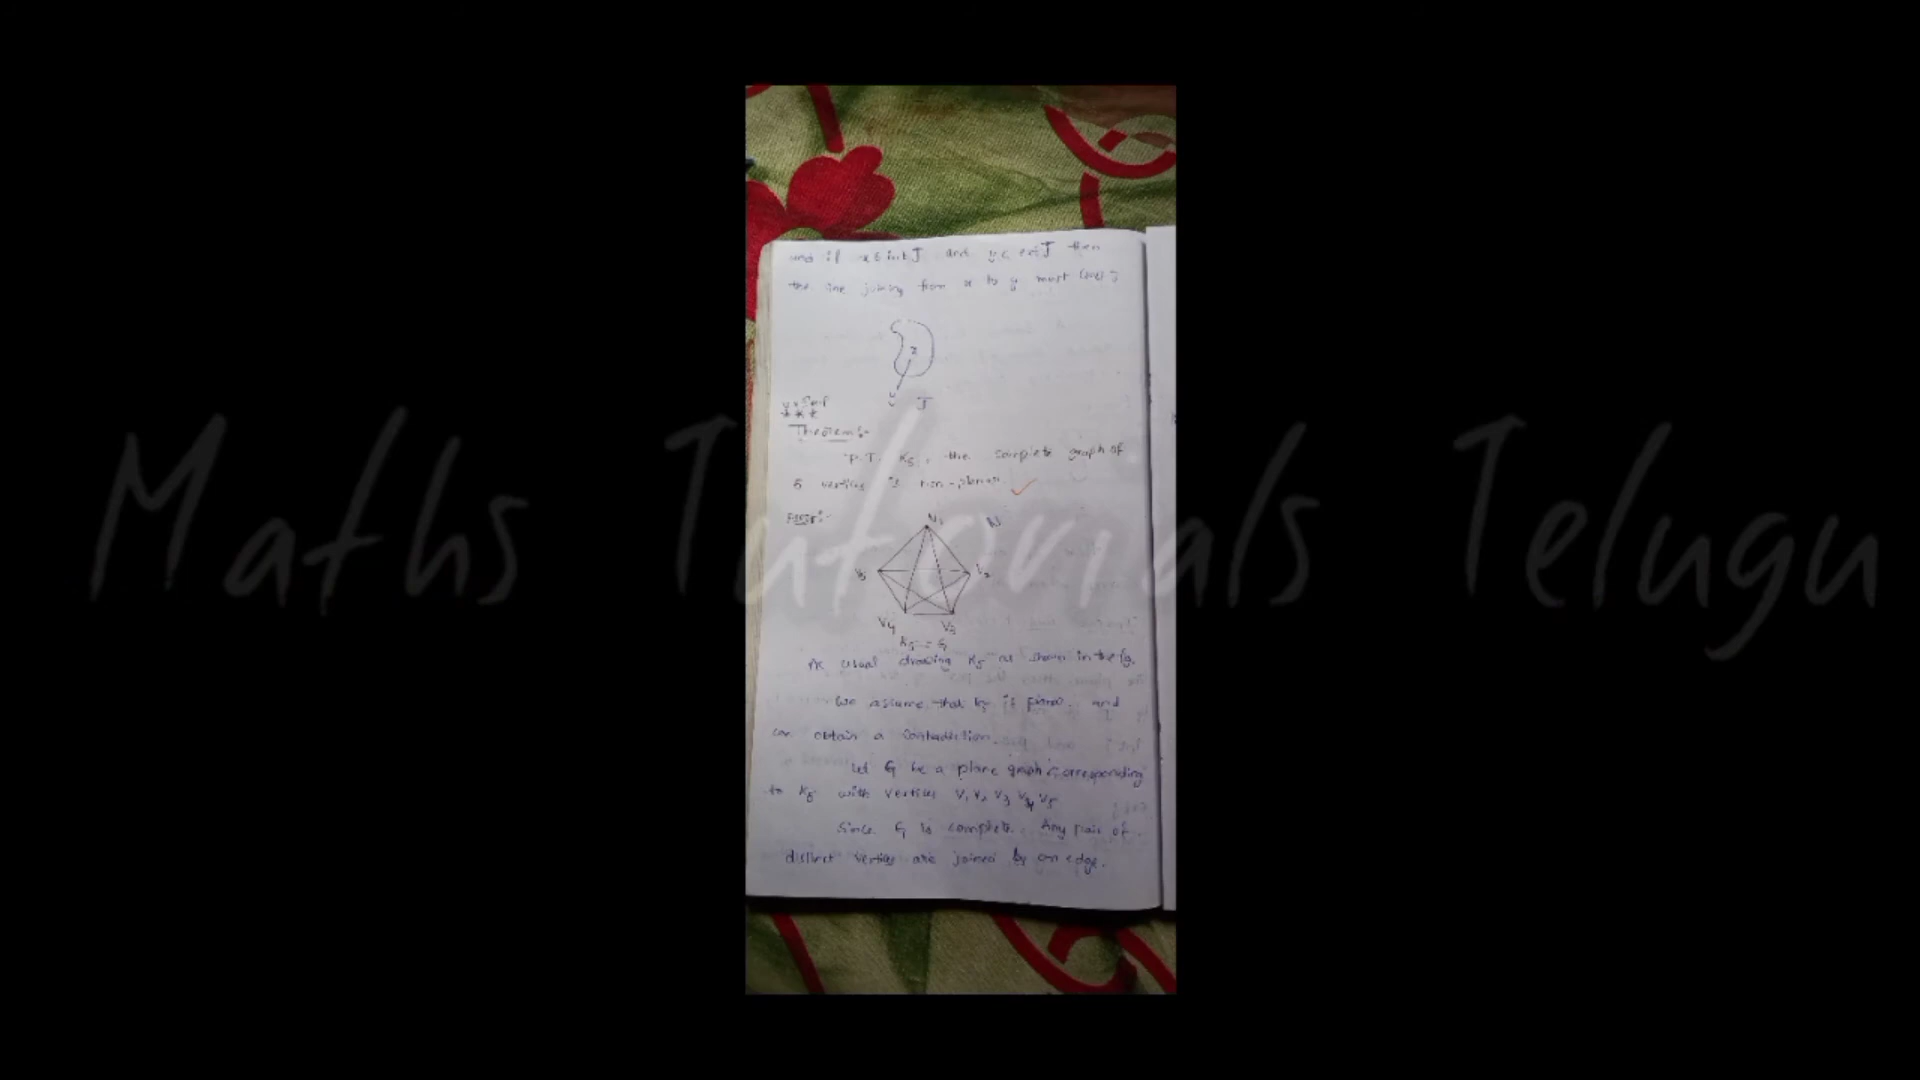 and if x ∈ int J and y ∈ ext J then
the line joining from x to y must cross J
x
y J
***
Theorem:-
P.T. K5, the complete graph of
5 vertices is non-planar.
Proof:-
V1
V5 V2
V4 V3
K5 = G
usual drawing K5 as shown in the fig.
We assume that K5 is planar. and
can obtain a contradiction.
Let G be a plane graph corresponding
to K5 with vertices V1 V2 V3 V4 V5
Since G is complete. Any pair of
distinct vertices are joined by an edge.
Maths Tutorials Telugu